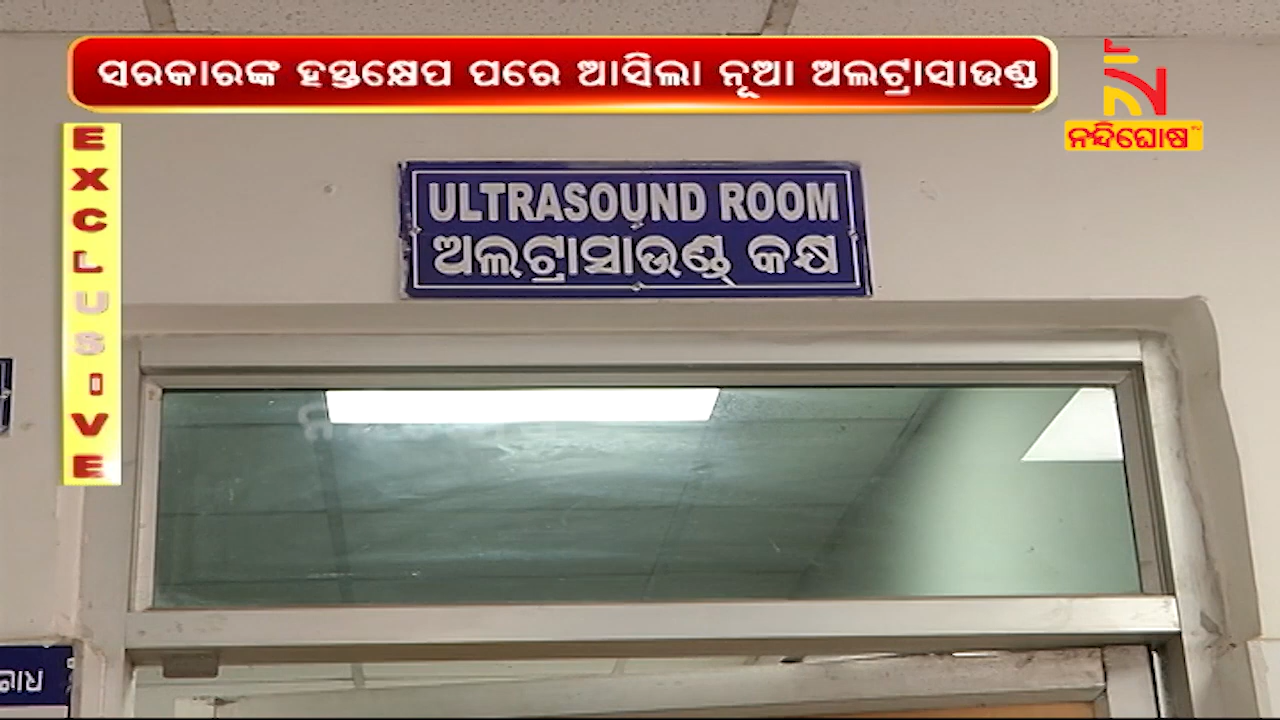 ସରକାରଙ୍କ ହସ୍ତକ୍ଷେପ ପରେ ଆସିଲା ନୂଆ ଅଲଟ୍ରାସାଉଣ୍ଡ
ନନ୍ଦିଘୋଷ
EXCLUSIVE
ULTRASOUND ROOM
ଅଲଟ୍ରାସାଉଣ୍ଡ୍ କକ୍ଷ